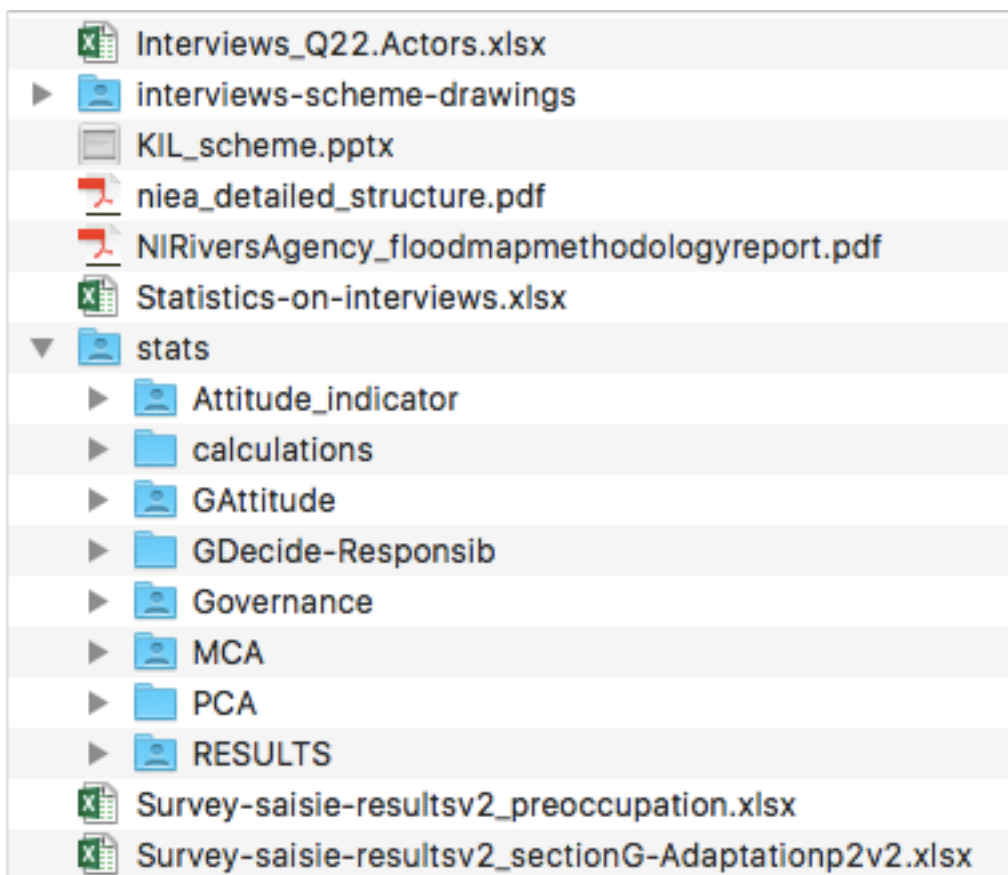 Interviews_Q22.Actors.xlsx
interviews-scheme-drawings
KIL_scheme.pptx
niea_detailed_structure.pdf
NIRiversAgency_floodmapmethodologyreport.pdf
Statistics-on-interviews.xlsx
stats
Attitude_indicator
calculations
GAttitude
GDecide-Responsib
Governance
MCA
PCA
RESULTS
Survey-saisie-resultsv2_preoccupation.xlsx
Survey-saisie-resultsv2_sectionG-Adaptationp2v2.xlsx